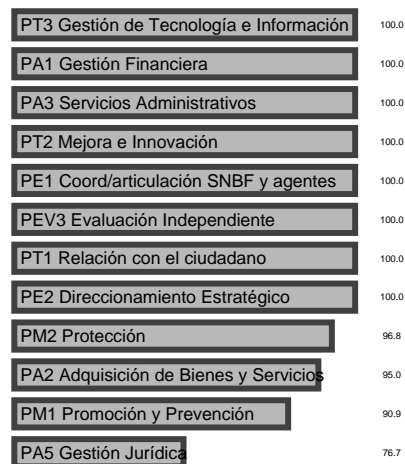 PT3 Gestión de Tecnología e Información 100.0
PA1 Gestión Financiera 100.0
PA3 Servicios Administrativos 100.0
PT2 Mejora e Innovación 100.0
PE1 Coord/articulación SNBF y agentes 100.0
PEV3 Evaluación Independiente 100.0
PT1 Relación con el ciudadano 100.0
PE2 Direccionamiento Estratégico 100.0
PM2 Protección 96.8
PA2 Adquisición de Bienes y Servicios 95.0
PM1 Promoción y Prevención 90.9
PA5 Gestión Jurídica 76.7